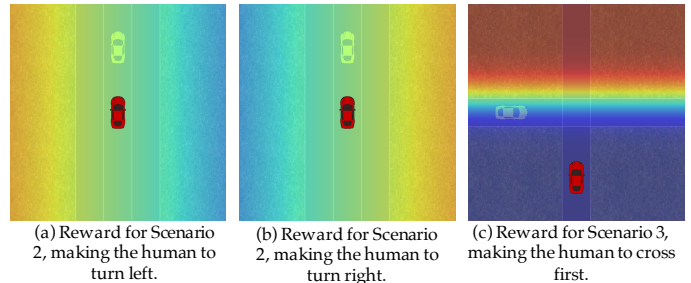 (a) Reward for Scenario
2, making the human to
turn left.
(b) Reward for Scenario
2, making the human to
turn right.
(c) Reward for Scenario 3,
making the human to cross
first.